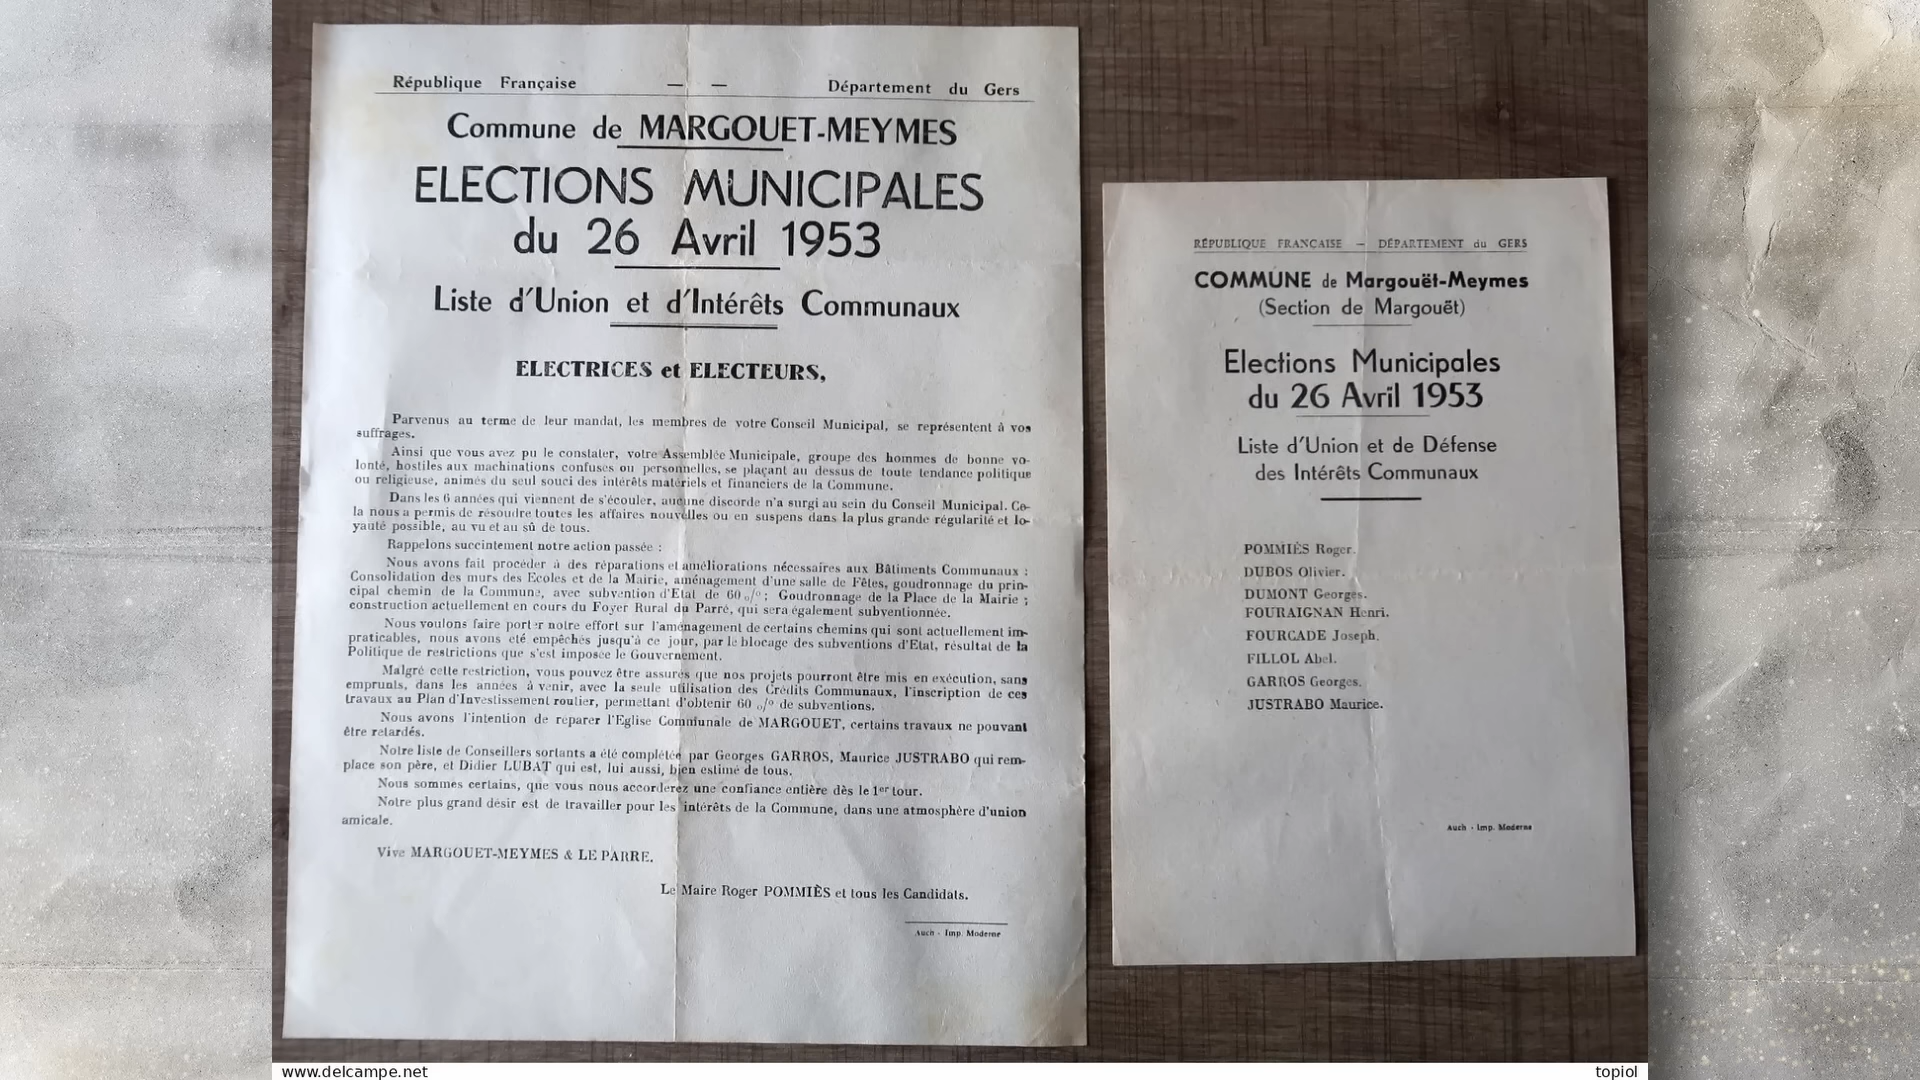 République Française — — Département du Gers
Commune de MARGOUET-MEYMES
ELECTIONS MUNICIPALES
du 26 Avril 1953
Liste d'Union et d'Intérêts Communaux
ELECTRICES et ELECTEURS,
Parvenus au terme de leur mandat, les membres de votre Conseil Municipal, se représentent à vos
suffrages.
Ainsi que vous avez pu le constater, votre Assemblée Municipale, groupe des hommes de bonne vo-
lonté, hostiles aux machinations confuses ou personnelles, se plaçant au dessus de toute tendance politique
ou religieuse, animés du seul souci des intérêts matériels et financiers de la Commune.
Dans les 6 années qui viennent de s'écouler, aucune discorde n'a surgi au sein du Conseil Municipal. Ce-
la nous a permis de résoudre toutes les affaires nouvelles ou en suspens dans la plus grande régularité et lo-
yauté possible, au vu et au sû de tous.
Rappelons succintement notre action passée :
Nous avons fait procéder à des réparations et améliorations nécessaires aux Bâtiments Communaux :
Consolidation des murs des Ecoles et de la Mairie, aménagement d'une salle de Fêtes, goudronnage du prin-
cipal chemin de la Commune, avec subvention d'Etat de 60 o/o ; Goudronnage de la Place de la Mairie ;
construction actuellement en cours du Foyer Rural du Parré, qui sera également subventionnée.
Nous voulons faire porter notre effort sur l'aménagement de certains chemins qui sont actuellement im-
praticables, nous avons été empêchés jusqu'à ce jour, par le blocage des subventions d'Etat, résultat de la
Politique de restrictions que s'est imposée le Gouvernement.
Malgré cette restriction, vous pouvez être assurés que nos projets pourront être mis en exécution, sans
emprunts, dans les années à venir, avec la seule utilisation des Crédits Communaux, l'inscription de ces
travaux au Plan d'Investissement routier, permettant d'obtenir 60 o/o de subventions.
Nous avons l'intention de réparer l'Eglise Communale de MARGOUET, certains travaux ne pouvant
être retardés.
Notre liste de Conseillers sortants a été complétée par Georges GARROS, Maurice JUSTRABO qui rem-
place son père, et Didier LUBAT qui est, lui aussi, bien estimé de tous.
Nous sommes certains, que vous nous accorderez une confiance entière dès le 1er tour.
Notre plus grand désir est de travailler pour les intérêts de la Commune, dans une atmosphère d'union
amicale.
Vive MARGOUET-MEYMES & LE PARRE.
Le Maire Roger POMMIÈS et tous les Candidats.
Auch - Imp. Moderne
RÉPUBLIQUE FRANÇAISE — DÉPARTEMENT du GERS
COMMUNE de Margouët-Meymes
(Section de Margouët)
Elections Municipales
du 26 Avril 1953
Liste d'Union et de Défense
des Intérêts Communaux
POMMIÈS Roger.
DUBOS Olivier.
DUMONT Georges.
FOURAIGNAN Henri.
FOURCADE Joseph.
FILLOL Abel.
GARROS Georges.
JUSTRABO Maurice.
Auch - Imp. Moderne
www.delcampe.net
topiol